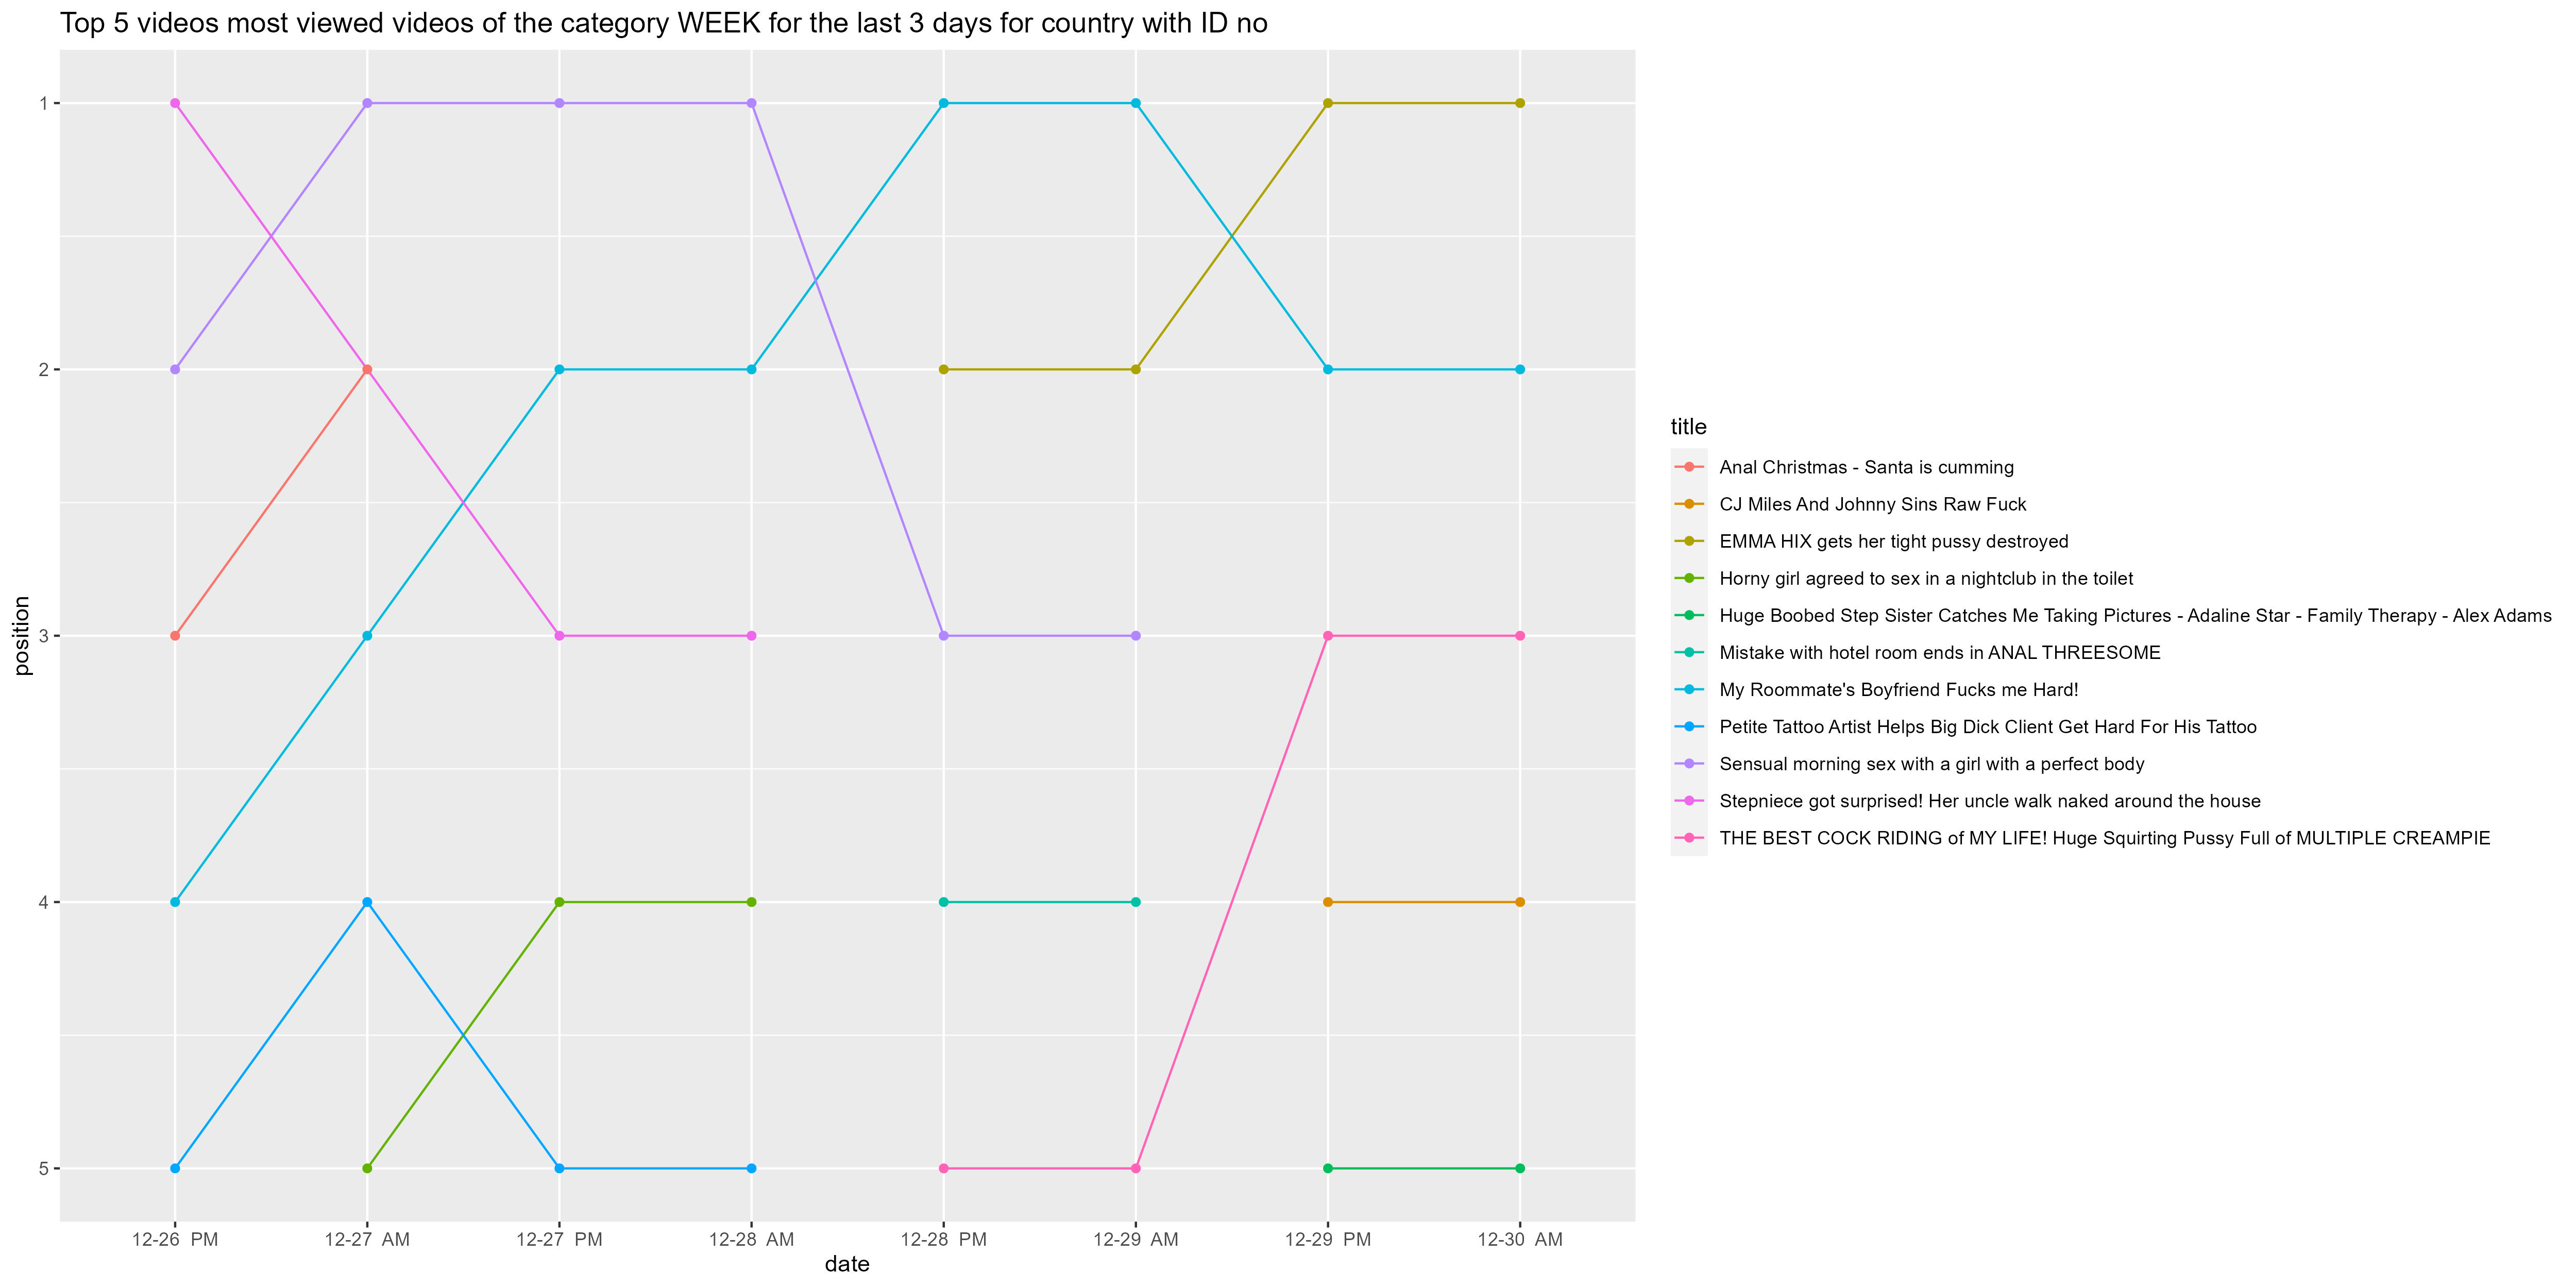 Top 5 videos most viewed videos of the category WEEK for the last 3 days for country with ID no
1
2
3
4
5
position
12-26 PM
12-27 AM
12-27 PM
12-28 AM
12-28 PM
12-29 AM
12-29 PM
12-30 AM
date
title
Anal Christmas - Santa is cumming
CJ Miles And Johnny Sins Raw Fuck
EMMA HIX gets her tight pussy destroyed
Horny girl agreed to sex in a nightclub in the toilet
Huge Boobed Step Sister Catches Me Taking Pictures - Adaline Star - Family Therapy - Alex Adams
Mistake with hotel room ends in ANAL THREESOME
My Roommate's Boyfriend Fucks me Hard!
Petite Tattoo Artist Helps Big Dick Client Get Hard For His Tattoo
Sensual morning sex with a girl with a perfect body
Stepniece got surprised! Her uncle walk naked around the house
THE BEST COCK RIDING of MY LIFE! Huge Squirting Pussy Full of MULTIPLE CREAMPIE